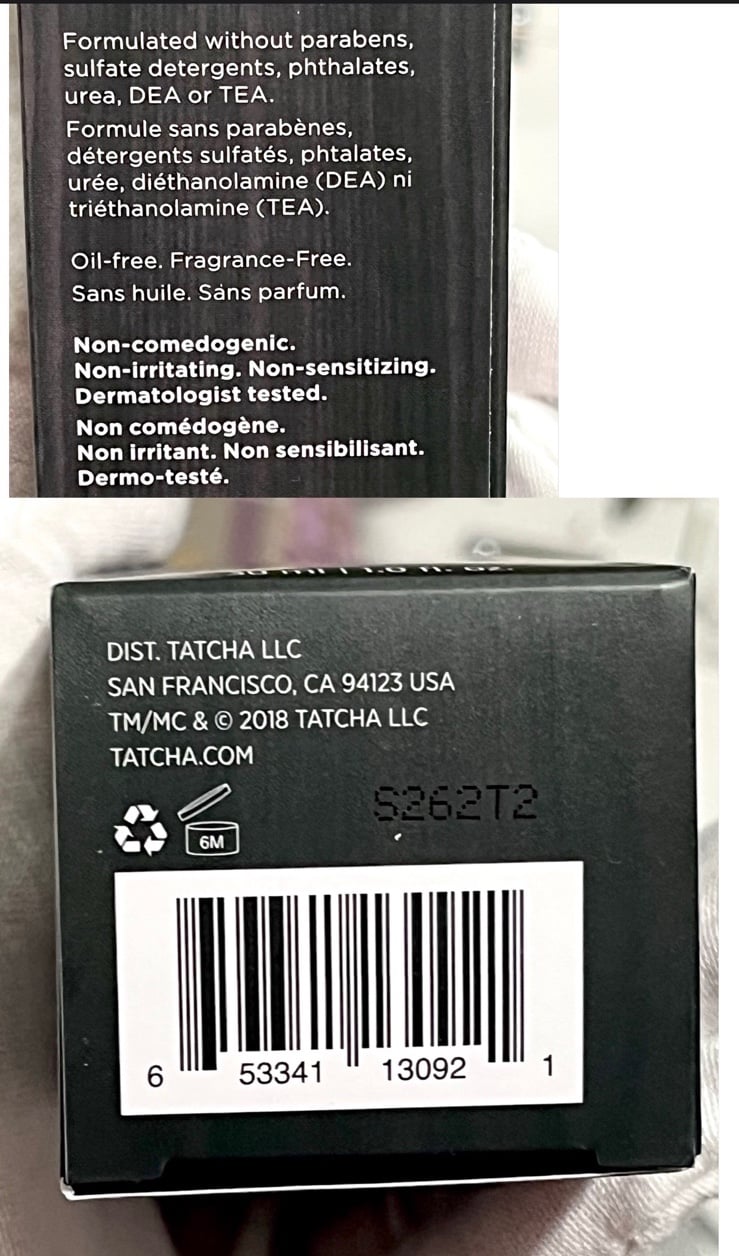 Formulated without parabens,
sulfate detergents, phthalates,
urea, DEA or TEA.
Formule sans parabènes,
détergents sulfatés, phtalates,
urée, diéthanolamine (DEA) ni
triéthanolamine (TEA).
Oil-free. Fragrance-Free.
Sans huile. Sans parfum.
Non-comedogenic.
Non-irritating. Non-sensitizing.
Dermatologist tested.
Non comédogène.
Non irritant. Non sensibilisant.
Dermo-testé.
DIST. TATCHA LLC
SAN FRANCISCO, CA 94123 USA
TM/MC & © 2018 TATCHA LLC
TATCHA.COM
S262T2
6M
6 53341 13092 1